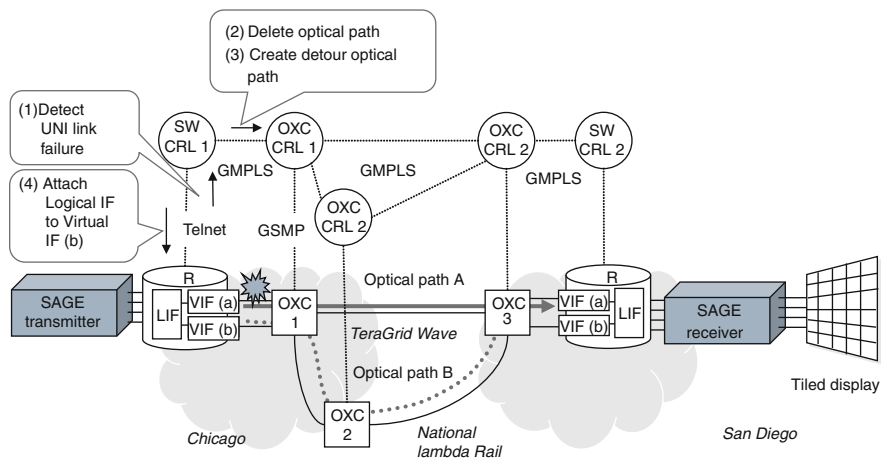 (2) Delete optical path
(3) Create detour optical
path
(1)Detect
UNI link
failure
SW
CRL 1
OXC
CRL 1
OXC
CRL 2
SW
CRL 2
GMPLS
GMPLS
GMPLS
(4) Attach
Logical IF
to Virtual
IF (b)
OXC
CRL 2
Telnet
GSMP
R
Optical path A
R
SAGE
transmitter
LIF
VIF (a)
VIF (b)
OXC
1
TeraGrid Wave
OXC
3
VIF (a)
VIF (b)
LIF
SAGE
receiver
Optical path B
Tiled display
OXC
2
Chicago
National
lambda Rail
San Diego